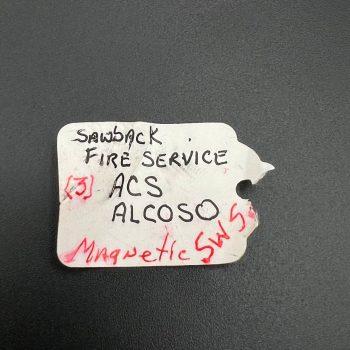 SAWBACK
FIRE SERVICE
[3] ACS
ALCOSO
Magnetic SWS